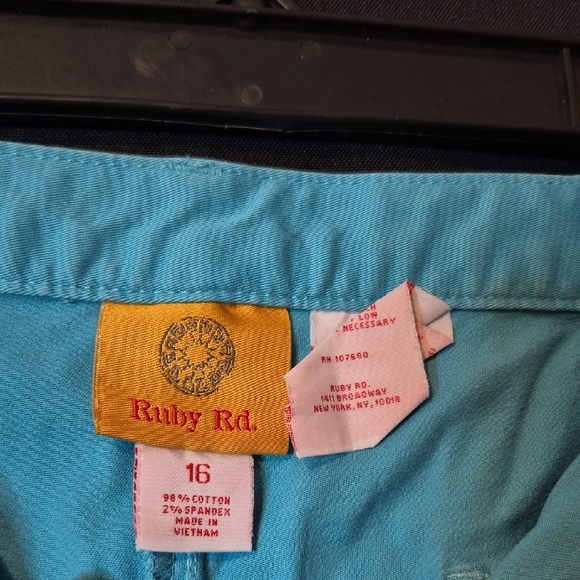 Ruby Rd.
16
98% COTTON
2% SPANDEX
MADE IN
VIETNAM
LOW
NECESSARY
RN 107680
RUBY RD.
1411 BROADWAY
NEW YORK, NY, 10018